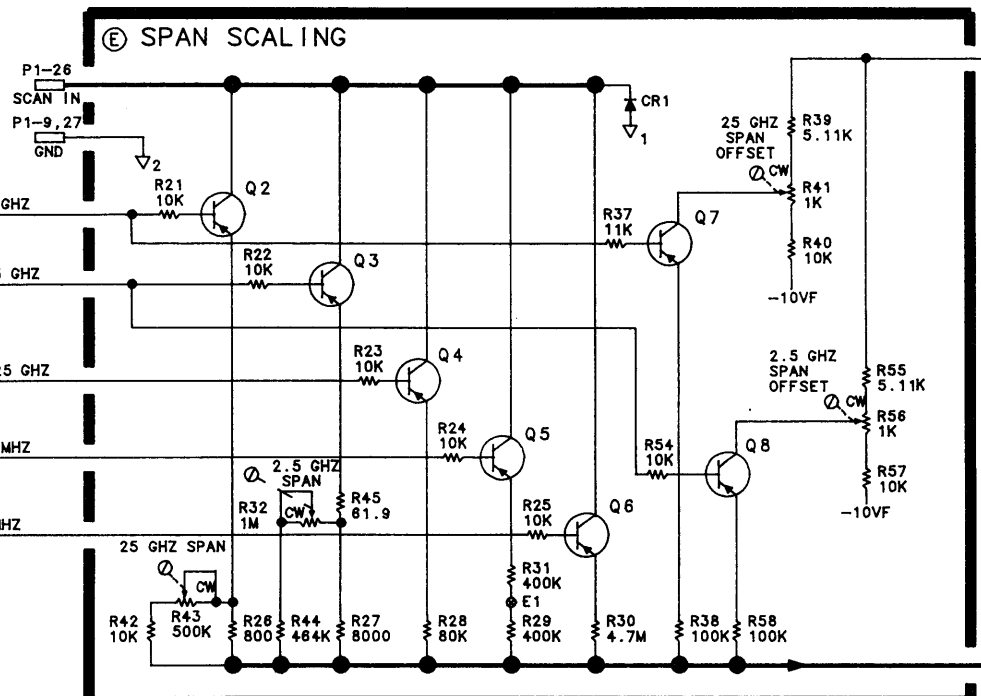 E SPAN SCALING
P1-26
SCAN IN
P1-9,27
GND
2
CR1
1
R39
5.11K
25 GHZ
SPAN
OFFSET
CW
R41
1K
R40
10K
-10VF
R21
10K
Q2
GHZ
R37
11K
Q7
R22
10K
Q3
GHZ
R23
10K
Q4
5 GHZ
2.5 GHZ
SPAN
OFFSET
CW
R55
5.11K
R56
1K
R57
10K
-10VF
R24
10K
Q5
MHZ
R54
10K
Q8
2.5 GHZ
SPAN
R32
1M
CW
R45
61.9
R25
10K
Q6
HZ
25 GHZ SPAN
CW
R31
400K
E1
R42
10K
R43
500K
R26
800
R44
464K
R27
8000
R28
80K
R29
400K
R30
4.7M
R38
100K
R58
100K